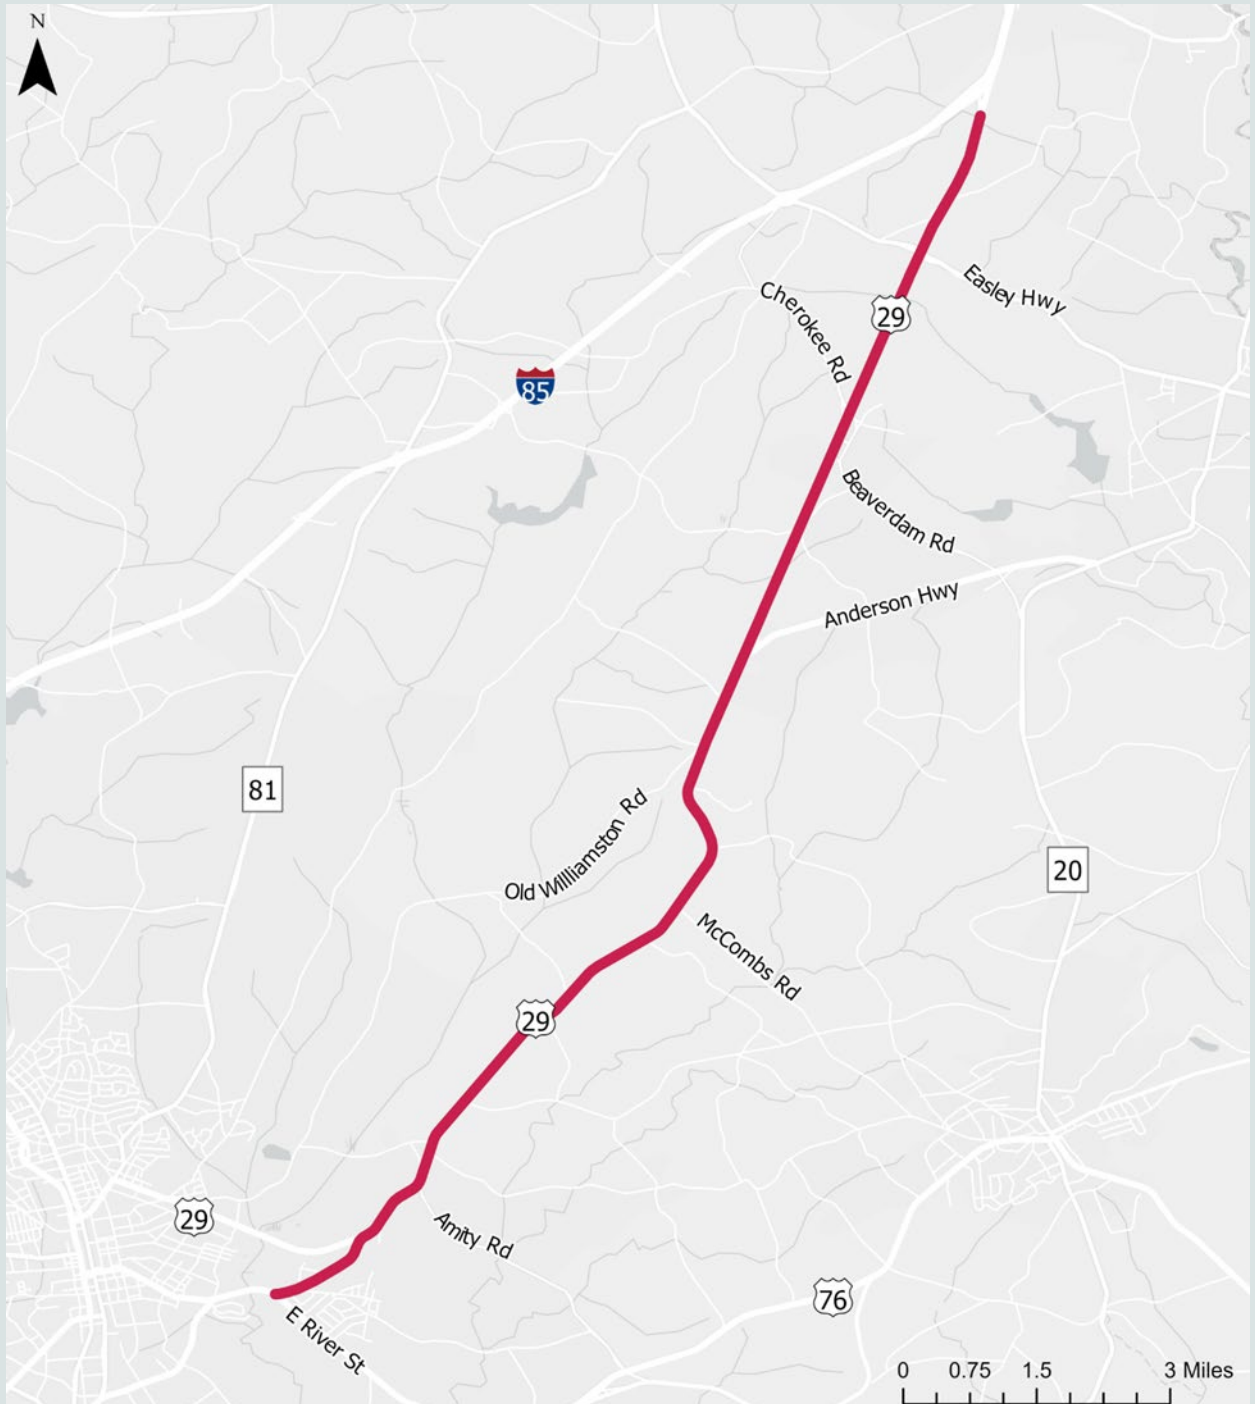 N
Easley Hwy
Cherokee Rd
29
85
Beaverdam Rd
Anderson Hwy
81
Old Willliamston Rd
20
McCombs Rd
29
29
Amity Rd
76
E River St
0 0.75 1.5 3 Miles